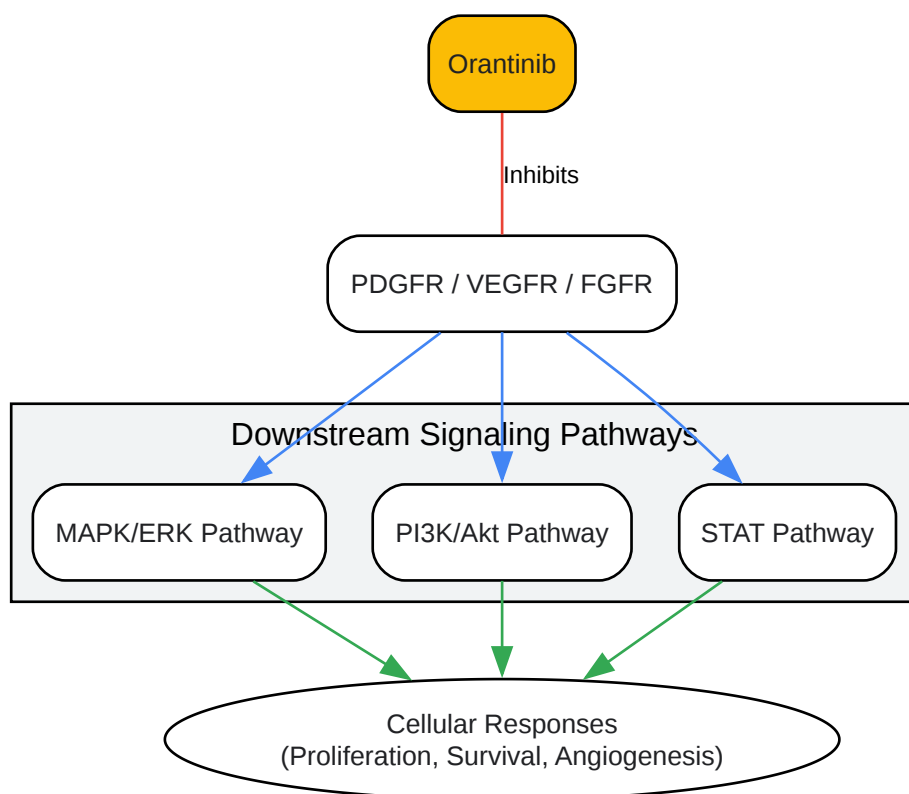 Orantinib
Inhibits
PDGFR / VEGFR / FGFR
Downstream Signaling Pathways
MAPK/ERK Pathway
PI3K/Akt Pathway
STAT Pathway
Cellular Responses
(Proliferation, Survival, Angiogenesis)